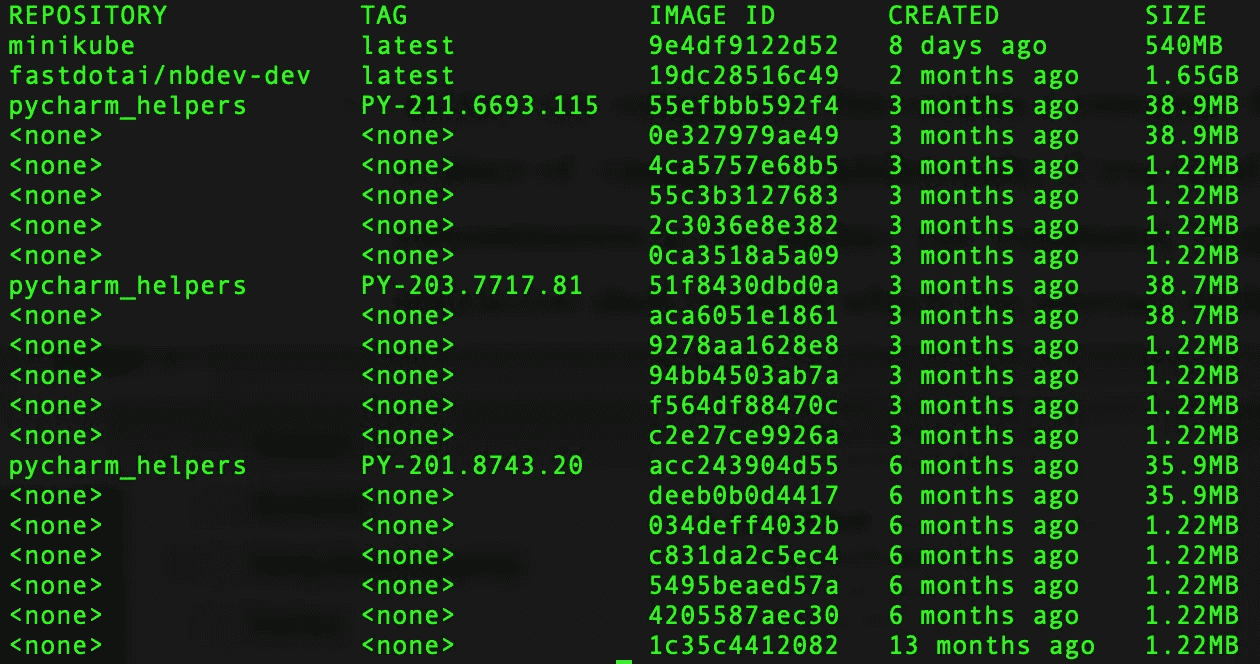 REPOSITORY TAG IMAGE ID CREATED SIZE
minikube latest 9e4df9122d52 8 days ago 540MB
fastdotai/nbdev-dev latest 19dc28516c49 2 months ago 1.65GB
pycharm_helpers PY-211.6693.115 55efbbb592f4 3 months ago 38.9MB
<none> <none> 0e327979ae49 3 months ago 38.9MB
<none> <none> 4ca5757e68b5 3 months ago 1.22MB
<none> <none> 55c3b3127683 3 months ago 1.22MB
<none> <none> 2c3036e8e382 3 months ago 1.22MB
<none> <none> 0ca3518a5a09 3 months ago 1.22MB
pycharm_helpers PY-203.7717.81 51f8430dbd0a 3 months ago 38.7MB
<none> <none> aca6051e1861 3 months ago 38.7MB
<none> <none> 9278aa1628e8 3 months ago 1.22MB
<none> <none> 94bb4503ab7a 3 months ago 1.22MB
<none> <none> f564df88470c 3 months ago 1.22MB
<none> <none> c2e27ce9926a 3 months ago 1.22MB
pycharm_helpers PY-201.8743.20 acc243904d55 6 months ago 35.9MB
<none> <none> deeb0b0d4417 6 months ago 35.9MB
<none> <none> 034deff4032b 6 months ago 1.22MB
<none> <none> c831da2c5ec4 6 months ago 1.22MB
<none> <none> 5495beaed57a 6 months ago 1.22MB
<none> <none> 4205587aec30 6 months ago 1.22MB
<none> <none> 1c35c4412082 13 months ago 1.22MB